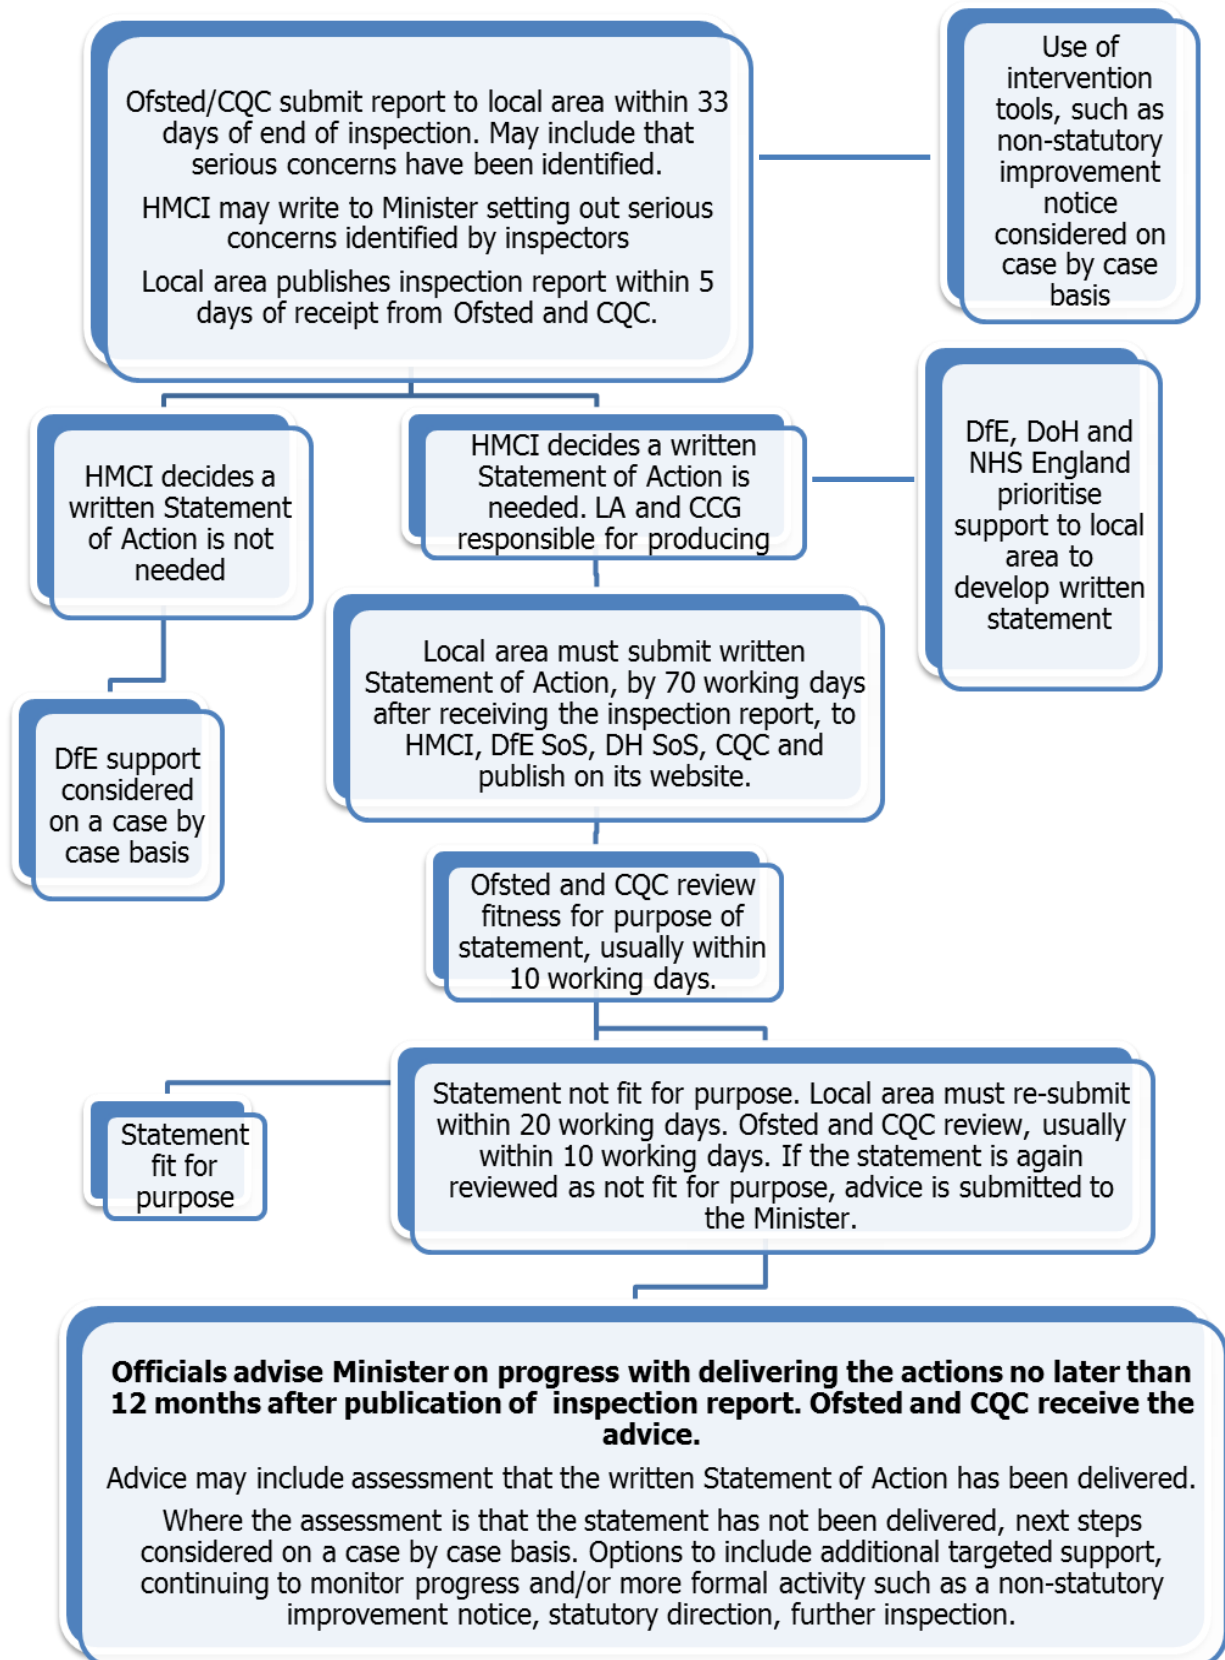 Ofsted/CQC submit report to local area within 33
days of end of inspection. May include that
serious concerns have been identified.
HMCI may write to Minister setting out serious
concerns identified by inspectors
Local area publishes inspection report within 5
days of receipt from Ofsted and CQC.
Use of
intervention
tools, such as
non-statutory
improvement
notice
considered on
case by case
basis
HMCI decides a
written Statement
of Action is not
needed
HMCI decides a written
Statement of Action is
needed. LA and CCG
responsible for producing
DfE, DoH and
NHS England
prioritise
support to local
area to
develop written
statement
DfE support
considered
on a case by
case basis
Local area must submit written
Statement of Action, by 70 working days
after receiving the inspection report, to
HMCI, DfE SoS, DH SoS, CQC and
publish on its website.
Ofsted and CQC review
fitness for purpose of
statement, usually within
10 working days.
Statement
fit for
purpose
Statement not fit for purpose. Local area must re-submit
within 20 working days. Ofsted and CQC review, usually
within 10 working days. If the statement is again
reviewed as not fit for purpose, advice is submitted to
the Minister.
Officials advise Minister on progress with delivering the actions no later than
12 months after publication of  inspection report. Ofsted and CQC receive the
advice.
Advice may include assessment that the written Statement of Action has been delivered.
Where the assessment is that the statement has not been delivered, next steps
considered on a case by case basis. Options to include additional targeted support,
continuing to monitor progress and/or more formal activity such as a non-statutory
improvement notice, statutory direction, further inspection.